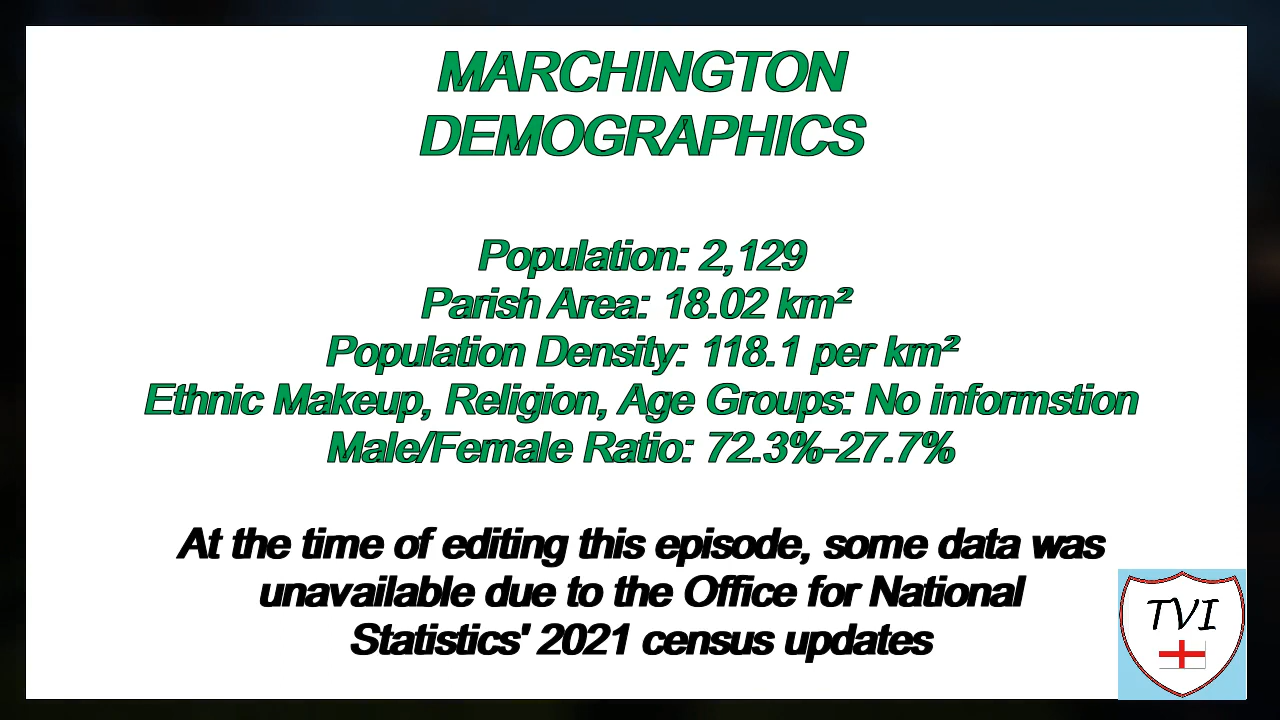 MARCHINGTON
DEMOGRAPHICS
Population: 2,129
Parish Area: 18.02 km²
Population Density: 118.1 per km²
Ethnic Makeup, Religion, Age Groups: No informstion
Male/Female Ratio: 72.3%-27.7%
At the time of editing this episode, some data was
unavailable due to the Office for National
Statistics' 2021 census updates
TVI